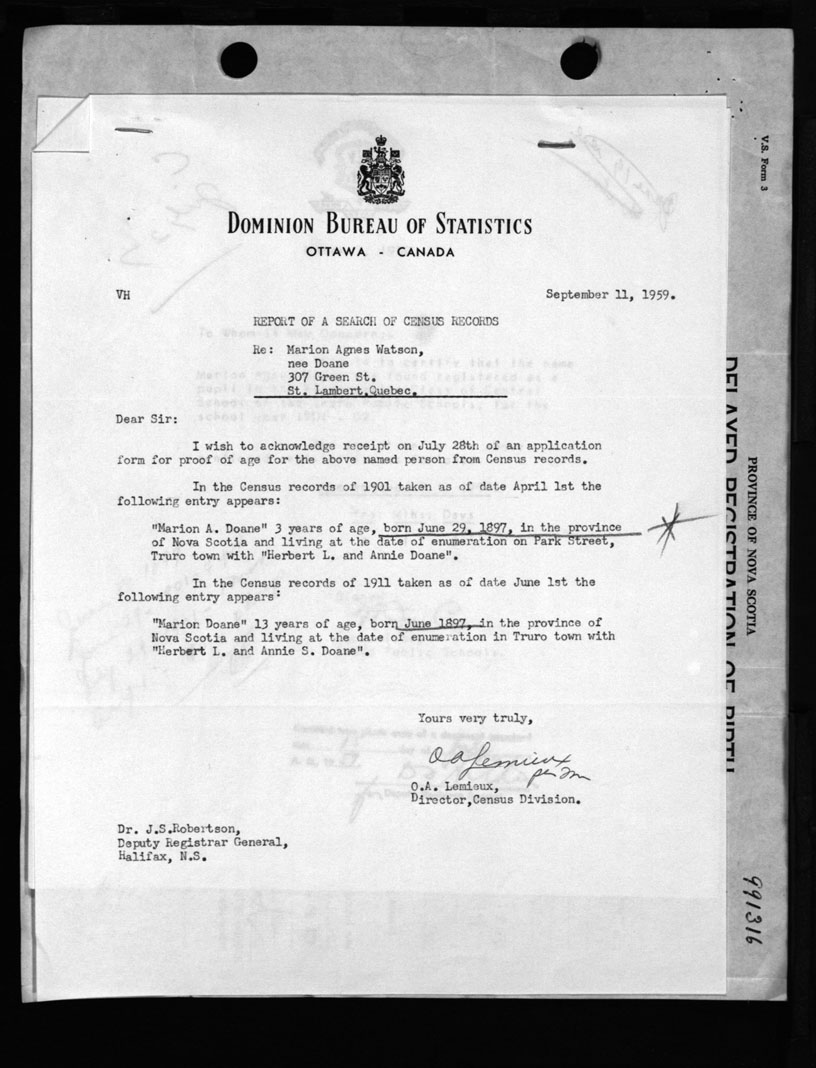 DOMINION BUREAU OF STATISTICS
OTTAWA - CANADA
VH
September 11, 1959.
REPORT OF A SEARCH OF CENSUS RECORDS
Re: Marion Agnes Watson,
nee Doane
307 Green St.
St. Lambert,Quebec.
Dear Sir:
I wish to acknowledge receipt on July 28th of an application
form for proof of age for the above named person from Census records.
In the Census records of 1901 taken as of date April 1st the
following entry appears:
"Marion A. Doane" 3 years of age, born June 29, 1897, in the province
of Nova Scotia and living at the date of enumeration on Park Street,
Truro town with "Herbert L. and Annie Doane".
In the Census records of 1911 taken as of date June 1st the
following entry appears:
"Marion Doane" 13 years of age, born June 1897, in the province of
Nova Scotia and living at the date of enumeration in Truro town with
"Herbert L. and Annie S. Doane".
Yours very truly,
O A Lemieux
per
O.A. Lemieux,
Director,Census Division.
Dr. J.S.Robertson,
Deputy Registrar General,
Halifax, N.S.
V.S. Form 3
PROVINCE OF NOVA SCOTIA
DELAYED REGISTRATION OF BIRTH
991316